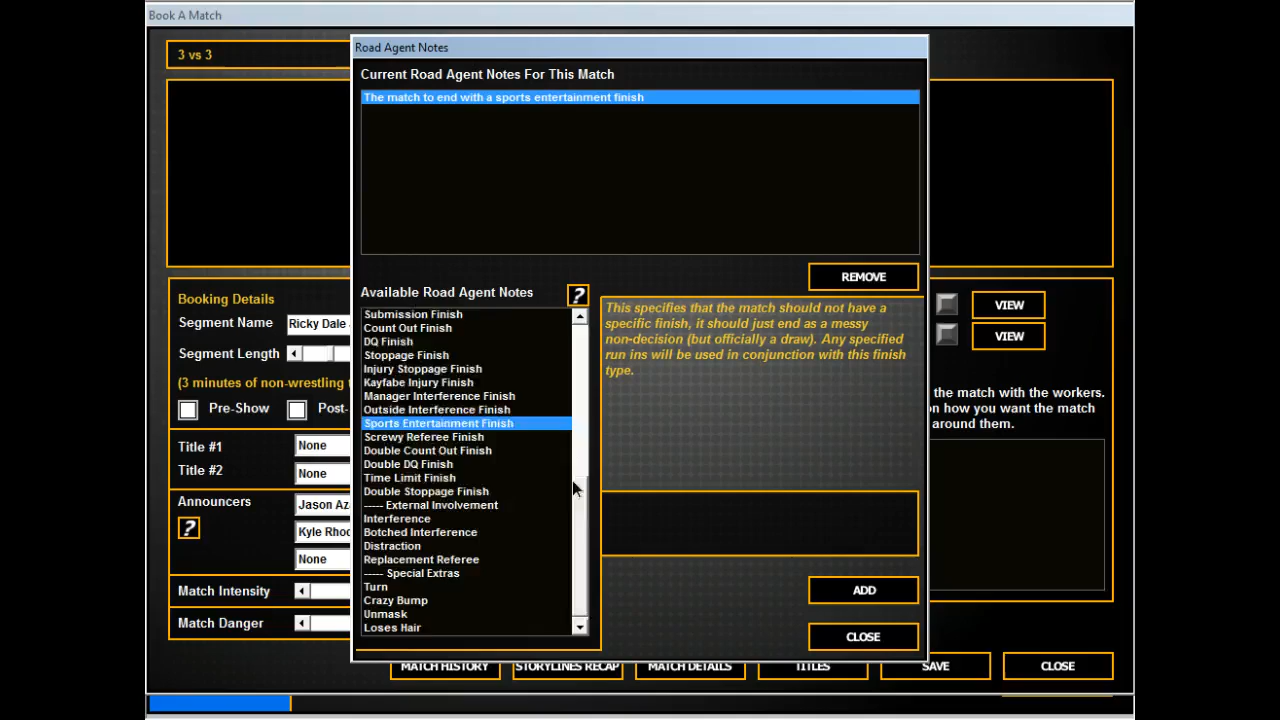 Book A Match
Road Agent Notes
3 vs 3
Current Road Agent Notes For This Match
The match to end with a sports entertainment finish
REMOVE
Available Road Agent Notes
?
Submission Finish
Count Out Finish
DQ Finish
Stoppage Finish
Injury Stoppage Finish
Kayfabe Injury Finish
Manager Interference Finish
Outside Interference Finish
Sports Entertainment Finish
Screwy Referee Finish
Double Count Out Finish
Double DQ Finish
Time Limit Finish
Double Stoppage Finish
----- External Involvement
Interference
Botched Interference
Distraction
Replacement Referee
----- Special Extras
Turn
Crazy Bump
Unmask
Loses Hair
This specifies that the match should not have a
specific finish, it should just end as a messy
non-decision (but officially a draw). Any specified
run ins will be used in conjunction with this finish
type.
ADD
CLOSE
Booking Details
Segment Name
Ricky Dale
Segment Length
(3 minutes of non-wrestling
Pre-Show
Post-
Title #1
None
Title #2
None
Announcers
?
Jason Az
Kyle Rhod
None
Match Intensity
Match Danger
VIEW
VIEW
the match with the workers.
on how you want the match
around them.
MATCH HISTORY
STORYLINES RECAP
MATCH DETAILS
TITLES
SAVE
CLOSE